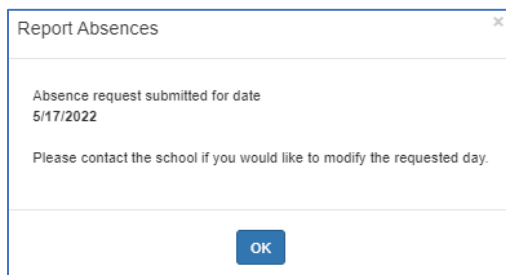 Report Absences
×
Absence request submitted for date
5/17/2022
Please contact the school if you would like to modify the requested day.
OK